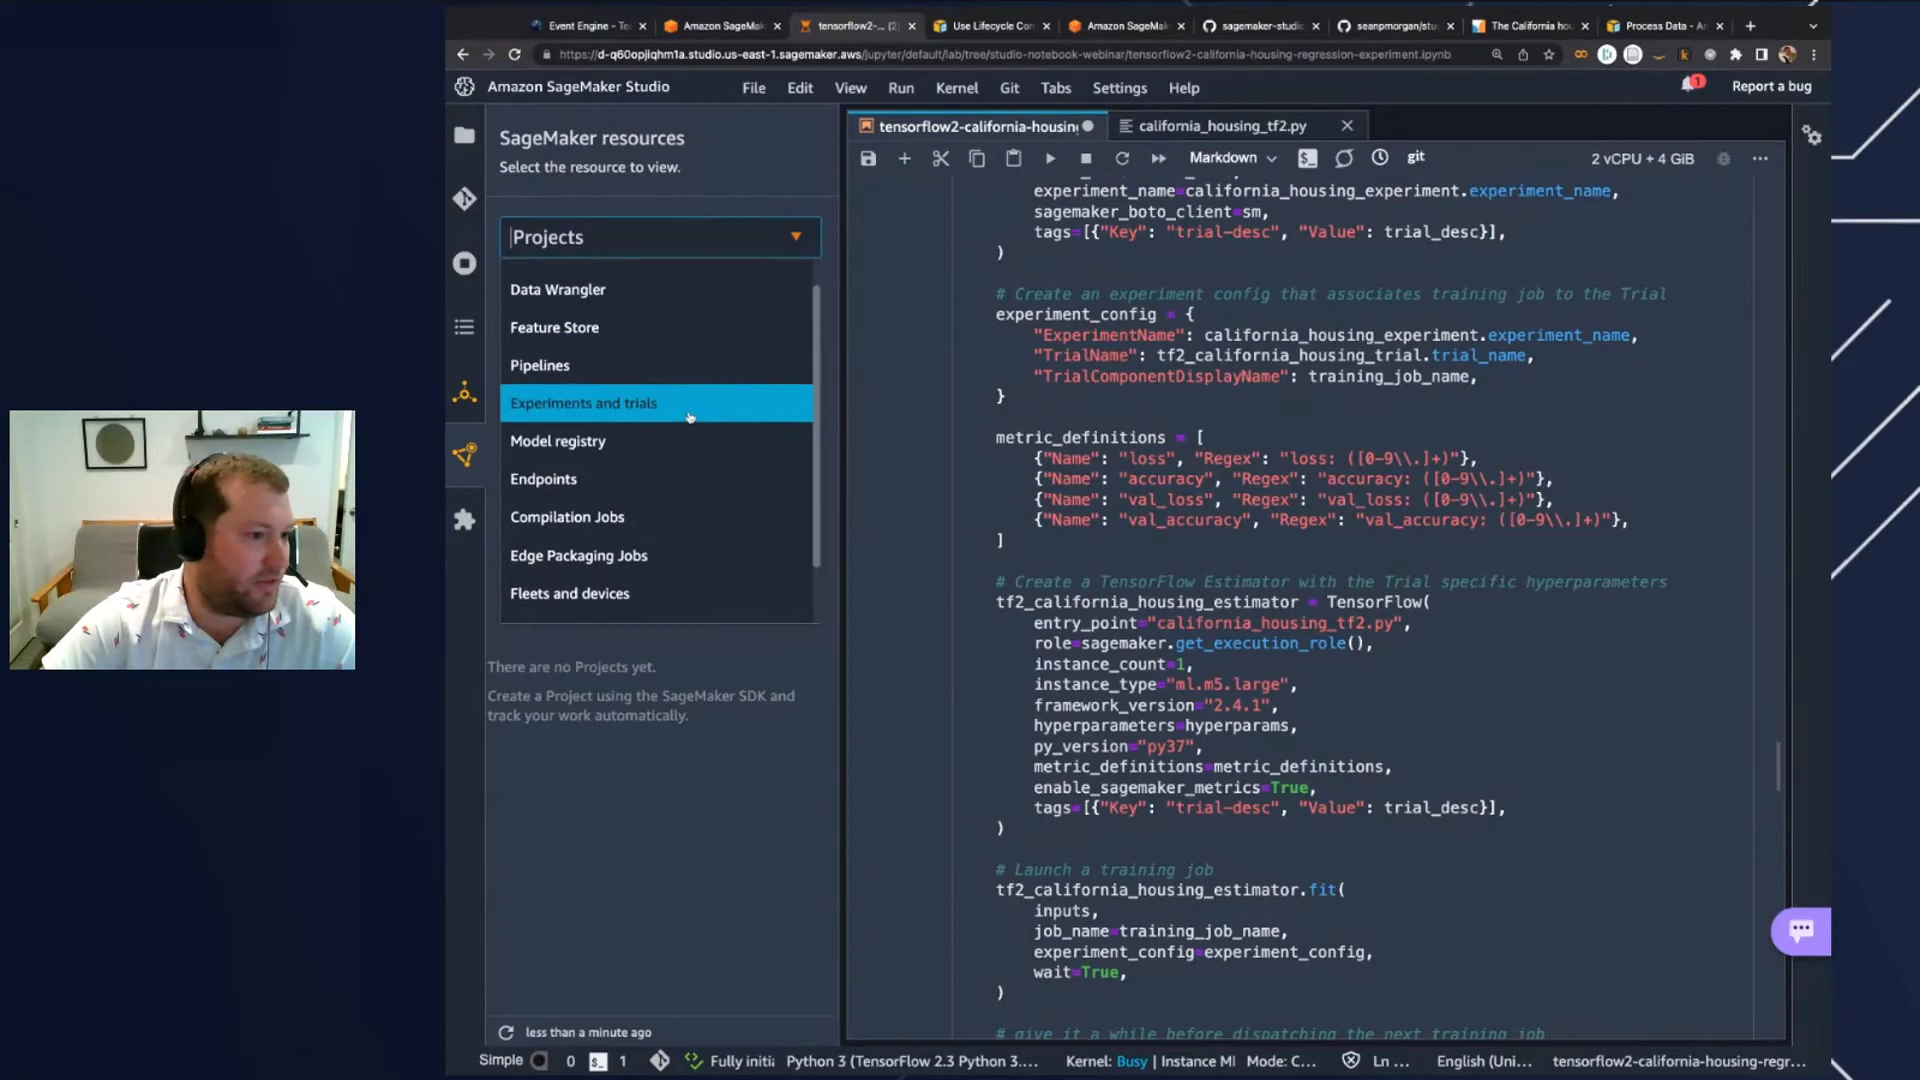 Event Engine - Te
Amazon SageMak
tensorflow2-... (2)
Use Lifecycle Con
Amazon SageMak
sagemaker-studio
seanpmorgan/stu
The California hou
Process Data - Am
https://d-q60opjiqhm1a.studio.us-east-1.sagemaker.aws/jupyter/default/lab/tree/studio-notebook-webinar/tensorflow2-california-housing-regression-experiment.ipynb
Amazon SageMaker Studio
File Edit View Run Kernel Git Tabs Settings Help
1
Report a bug
SageMaker resources
Select the resource to view.
Projects
Data Wrangler
Feature Store
Pipelines
Experiments and trials
Model registry
Endpoints
Compilation Jobs
Edge Packaging Jobs
Fleets and devices
There are no Projects yet.
Create a Project using the SageMaker SDK and
track your work automatically.
less than a minute ago
tensorflow2-california-housing
california_housing_tf2.py
Markdown
git
2 vCPU + 4 GiB
experiment_name=california_housing_experiment.experiment_name,
sagemaker_boto_client=sm,
tags=[{"Key": "trial-desc", "Value": trial_desc}],
)
# Create an experiment config that associates training job to the Trial
experiment_config = {
"ExperimentName": california_housing_experiment.experiment_name,
"TrialName": tf2_california_housing_trial.trial_name,
"TrialComponentDisplayName": training_job_name,
}
metric_definitions = [
{"Name": "loss", "Regex": "loss: ([0-9\\.]+)"},
{"Name": "accuracy", "Regex": "accuracy: ([0-9\\.]+)"},
{"Name": "val_loss", "Regex": "val_loss: ([0-9\\.]+)"},
{"Name": "val_accuracy", "Regex": "val_accuracy: ([0-9\\.]+)"},
]
# Create a TensorFlow Estimator with the Trial specific hyperparameters
tf2_california_housing_estimator = TensorFlow(
entry_point="california_housing_tf2.py",
role=sagemaker.get_execution_role(),
instance_count=1,
instance_type="ml.m5.large",
framework_version="2.4.1",
hyperparameters=hyperparams,
py_version="py37",
metric_definitions=metric_definitions,
enable_sagemaker_metrics=True,
tags=[{"Key": "trial-desc", "Value": trial_desc}],
)
# Launch a training job
tf2_california_housing_estimator.fit(
inputs,
job_name=training_job_name,
experiment_config=experiment_config,
wait=True,
)
# give it a while before dispatching the next training job
Simple 0 1 Fully initia Python 3 (TensorFlow 2.3 Python 3.... Kernel: Busy | Instance MI Mode: C... Ln ... English (Uni... tensorflow2-california-housing-regr...